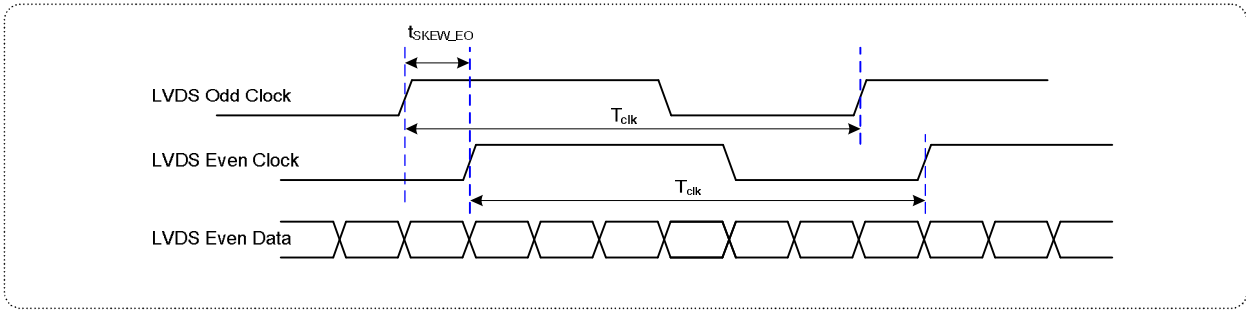 tSKEW_EO
LVDS Odd Clock
Tclk
LVDS Even Clock
Tclk
LVDS Even Data